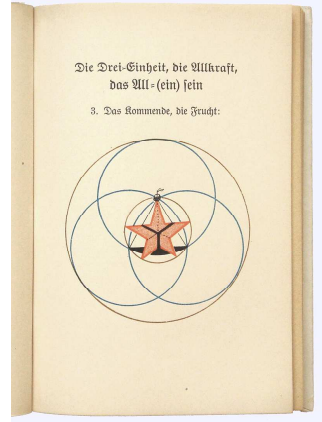 Die Drei-Einheit, die Allkraft,
das All-(ein) sein
3. Das Kommende, die Frucht: